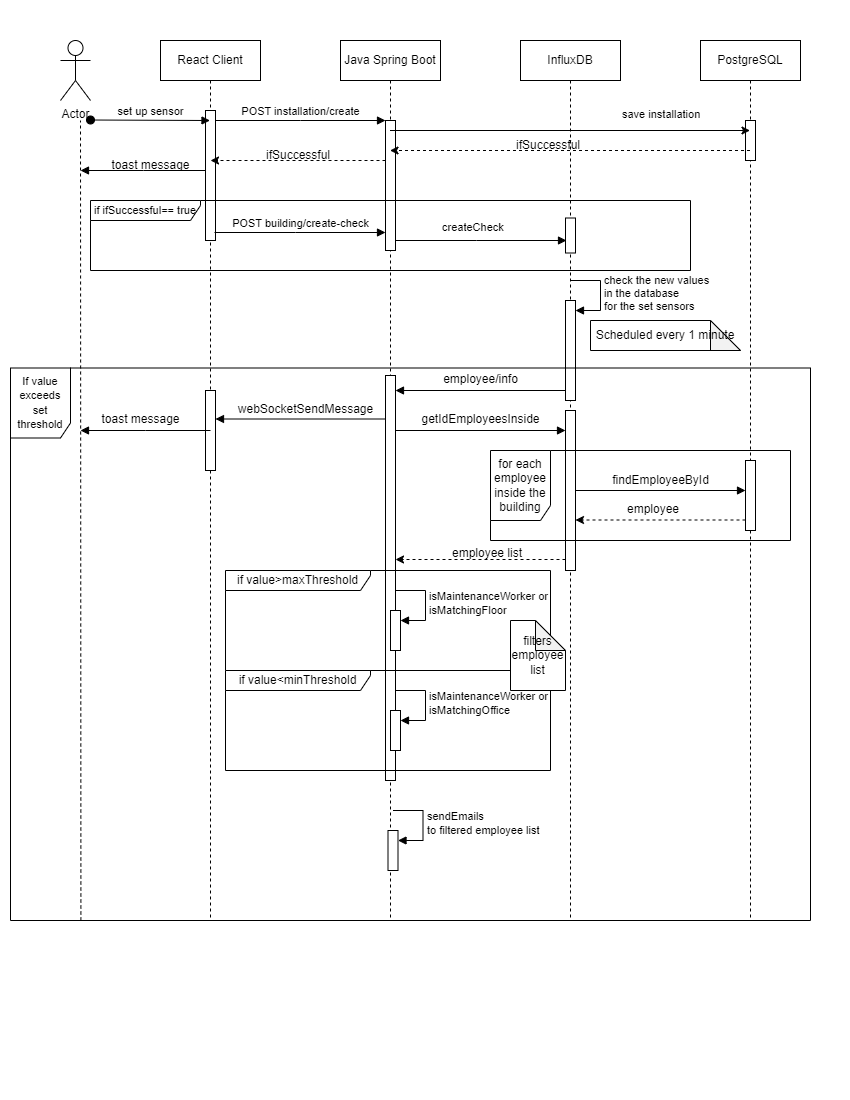 React Client
Java Spring Boot
InfluxDB
PostgreSQL
Actor
set up sensor
POST installation/create
save installation
ifSuccessful
ifSuccessful
toast message
if ifSuccessful== true
POST building/create-check
createCheck
check the new values
in the database
for the set sensors
Scheduled every 1 minute
If value
exceeds
set
threshold
employee/info
webSocketSendMessage
toast message
getIdEmployeesInside
for each
employee
inside the
building
findEmployeeById
employee
employee list
if value>maxThreshold
isMaintenanceWorker or
isMatchingFloor
filters
employee
list
if value<minThreshold
isMaintenanceWorker or
isMatchingOffice
sendEmails
to filtered employee list